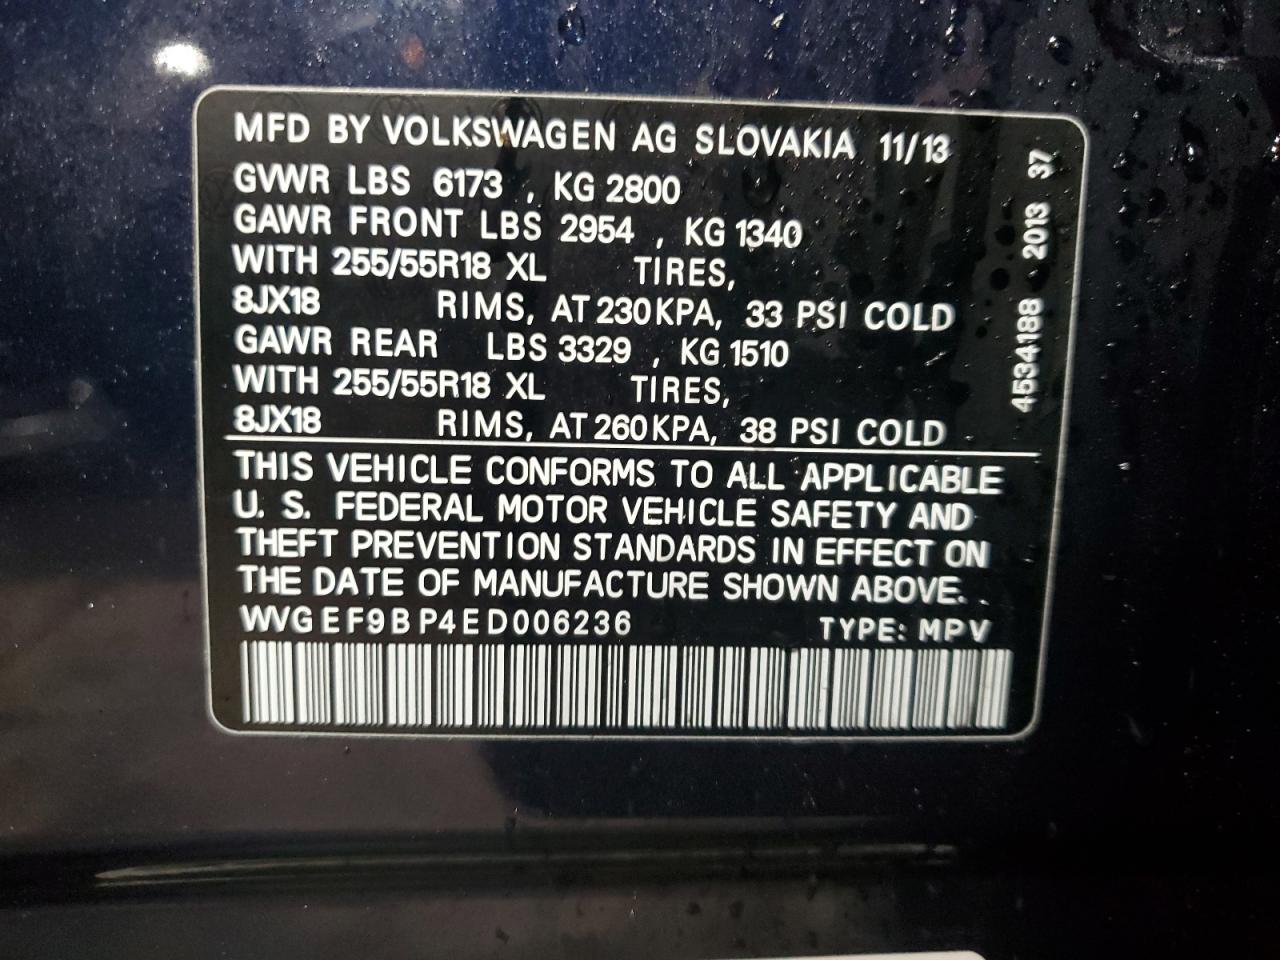 MFD BY VOLKSWAGEN AG SLOVAKIA 11/13
GVWR LBS 6173 , KG 2800
GAWR FRONT LBS 2954 , KG 1340
WITH 255/55R18 XL TIRES,
8JX18 RIMS, AT 230 KPA, 33 PSI COLD
GAWR REAR LBS 3329 , KG 1510
WITH 255/55R18 XL TIRES,
8JX18 RIMS, AT 260 KPA, 38 PSI COLD
THIS VEHICLE CONFORMS TO ALL APPLICABLE
U. S. FEDERAL MOTOR VEHICLE SAFETY AND
THEFT PREVENTION STANDARDS IN EFFECT ON
THE DATE OF MANUFACTURE SHOWN ABOVE.
WVGEF9BP4ED006236 TYPE: MPV
4534188 2013 37